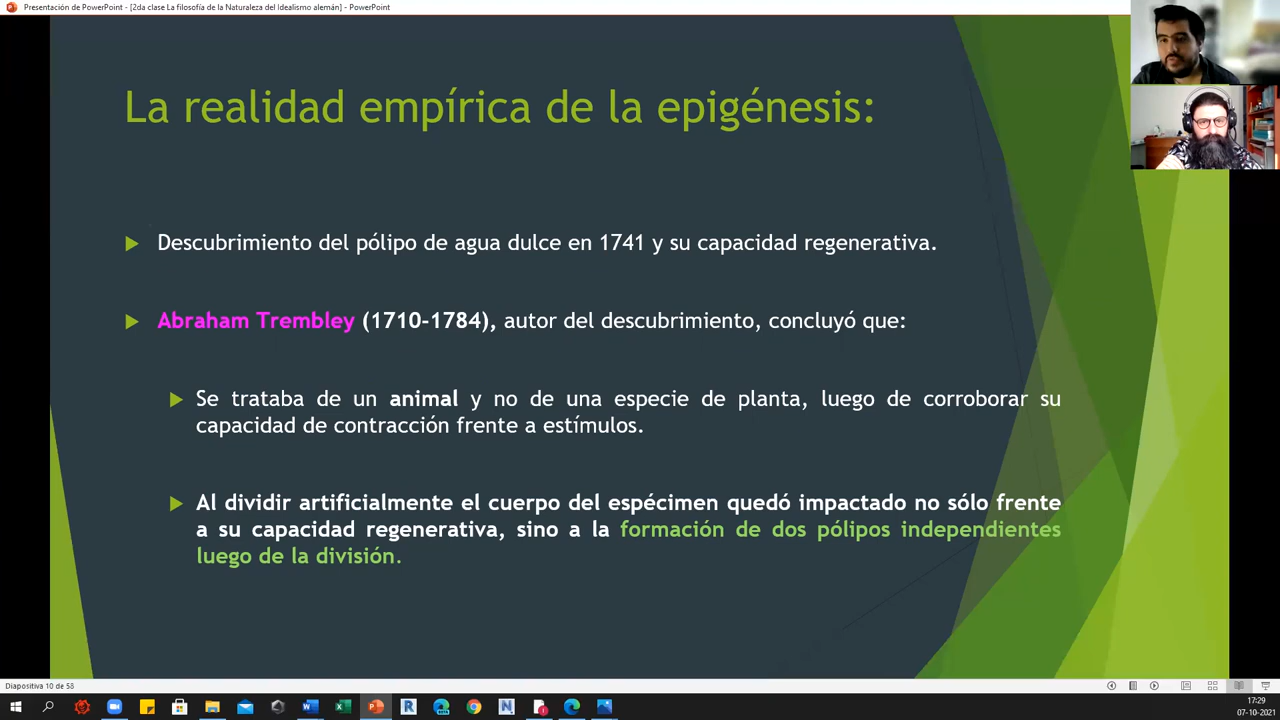 Presentación de PowerPoint - [2da clase La filosofía de la Naturaleza del Idealismo alemán] - PowerPoint
La realidad empírica de la epigénesis:
Descubrimiento del pólipo de agua dulce en 1741 y su capacidad regenerativa.
Abraham Trembley (1710-1784), autor del descubrimiento, concluyó que:
Se trataba de un animal y no de una especie de planta, luego de corroborar su
capacidad de contracción frente a estímulos.
Al dividir artificialmente el cuerpo del espécimen quedó impactado no sólo frente
a su capacidad regenerativa, sino a la formación de dos pólipos independientes
luego de la división.
Diapositiva 10 de 58
17:29
07-10-2021